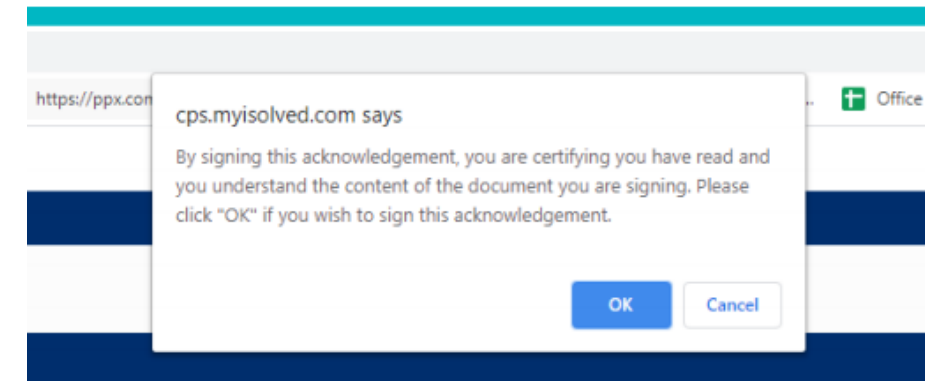 https://ppx.con
Office
cps.myisolved.com says
By signing this acknowledgement, you are certifying you have read and
you understand the content of the document you are signing. Please
click "OK" if you wish to sign this acknowledgement.
OK
Cancel